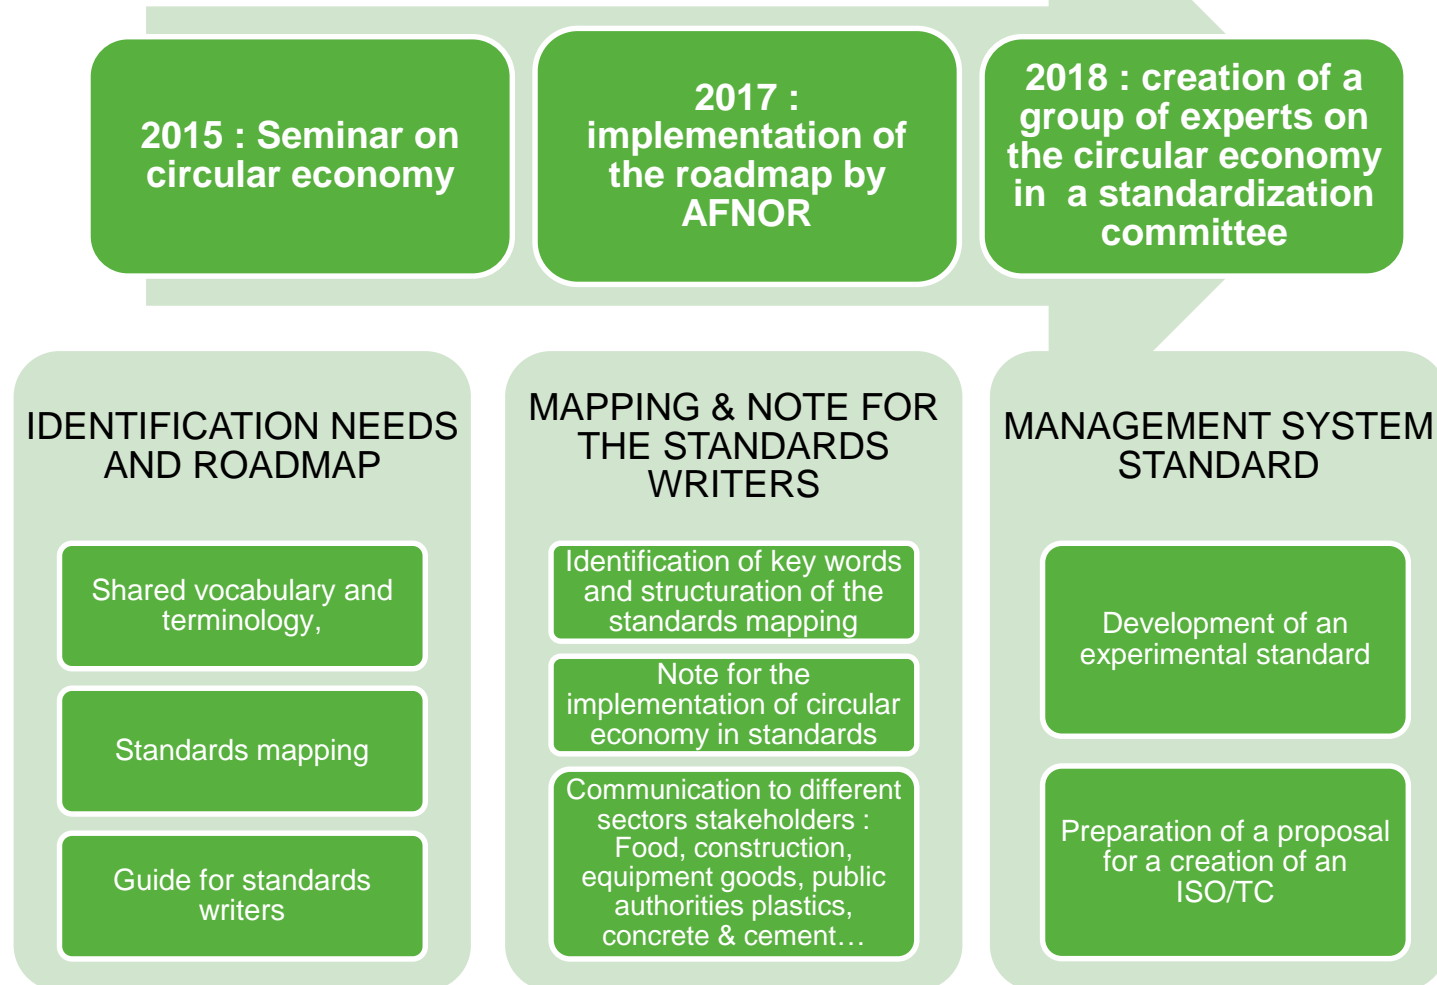 2015 : Seminar on
circular economy
2017 :
implementation of
the roadmap by
AFNOR
2018 : creation of a
group of experts on
the circular economy
in a standardization
committee
IDENTIFICATION NEEDS
AND ROADMAP
Shared vocabulary and
terminology,
Standards mapping
Guide for standards
writers
MAPPING & NOTE FOR
THE STANDARDS
WRITERS
Identification of key words
and structuration of the
standards mapping
Note for the
implementation of circular
economy in standards
Communication to different
sectors stakeholders :
Food, construction,
equipment goods, public
authorities plastics,
concrete & cement…
MANAGEMENT SYSTEM
STANDARD
Development of an
experimental standard
Preparation of a proposal
for a creation of an
ISO/TC